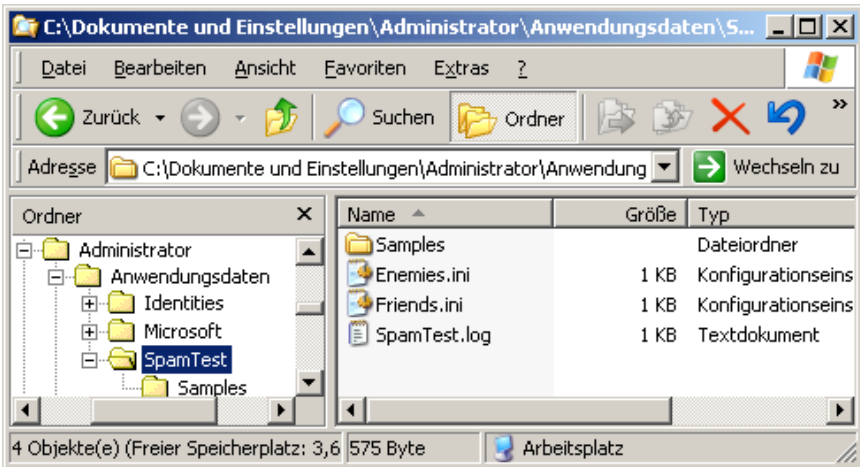 C:\Dokumente und Einstellungen\Administrator\Anwendungsdaten\S...
Datei Bearbeiten Ansicht Favoriten Extras ?
Zurück Suchen Ordner »
Adresse C:\Dokumente und Einstellungen\Administrator\Anwendung Wechseln zu
Ordner
Administrator
Anwendungsdaten
Identities
Microsoft
SpamTest
Samples
Name Größe Typ
Samples Dateiordner
Enemies.ini 1 KB Konfigurationseins
Friends.ini 1 KB Konfigurationseins
SpamTest.log 1 KB Textdokument
4 Objekte(e) (Freier Speicherplatz: 3,6 575 Byte Arbeitsplatz